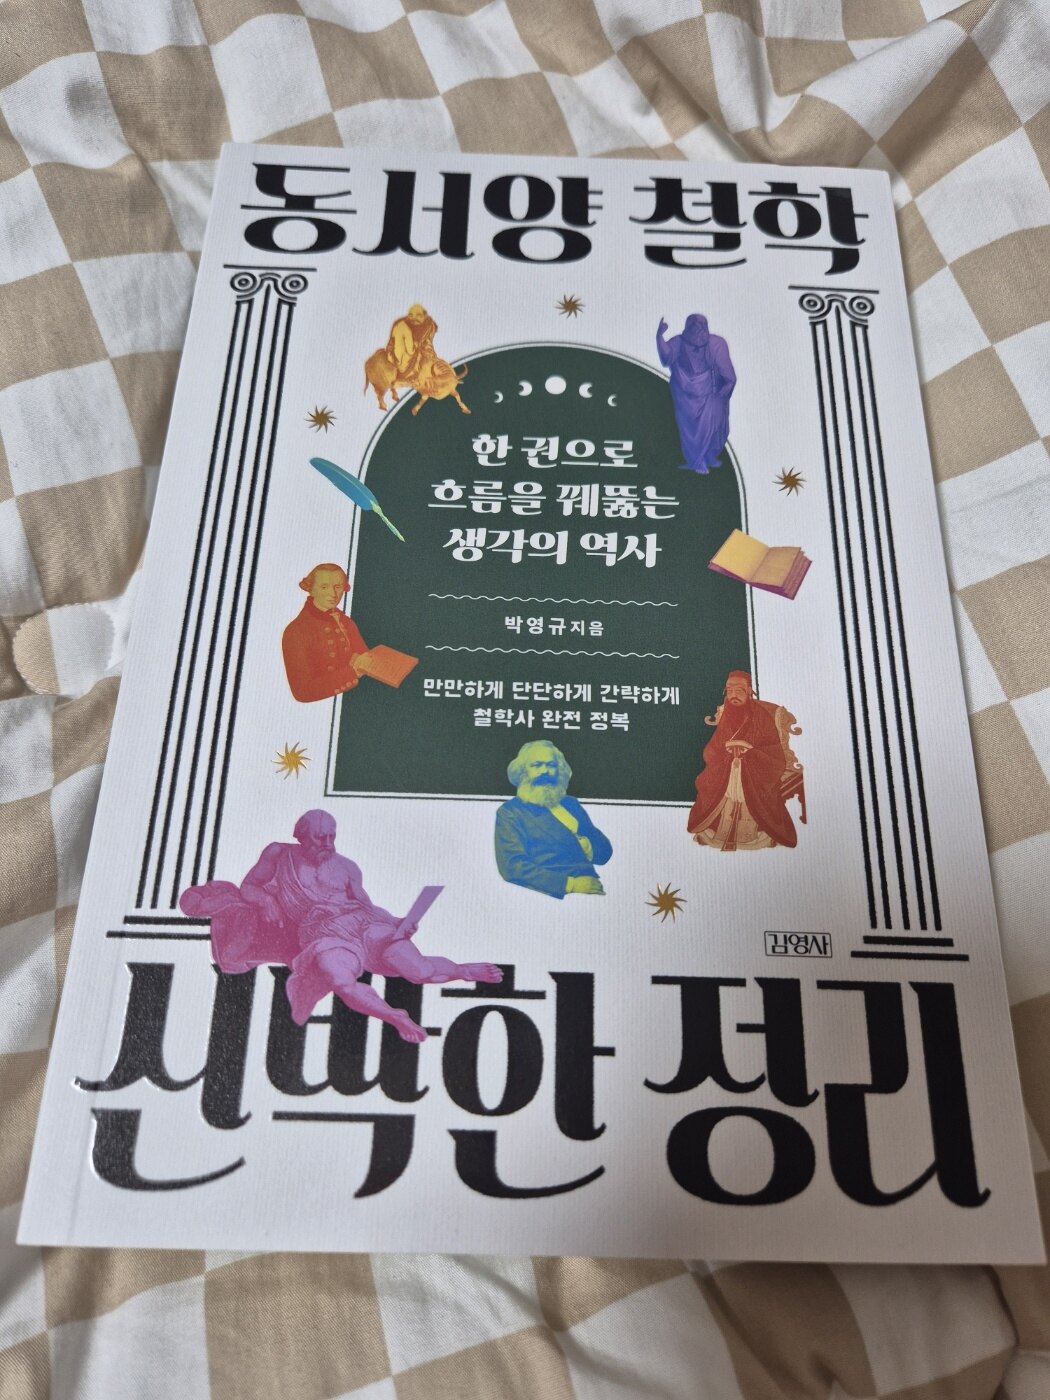 동서양 철학
한 권으로
흐름을 꿰뚫는
생각의 역사
박영규 지음
만만하게 단단하게 간략하게
철학사 완전 정복
김영사
신박한 정리